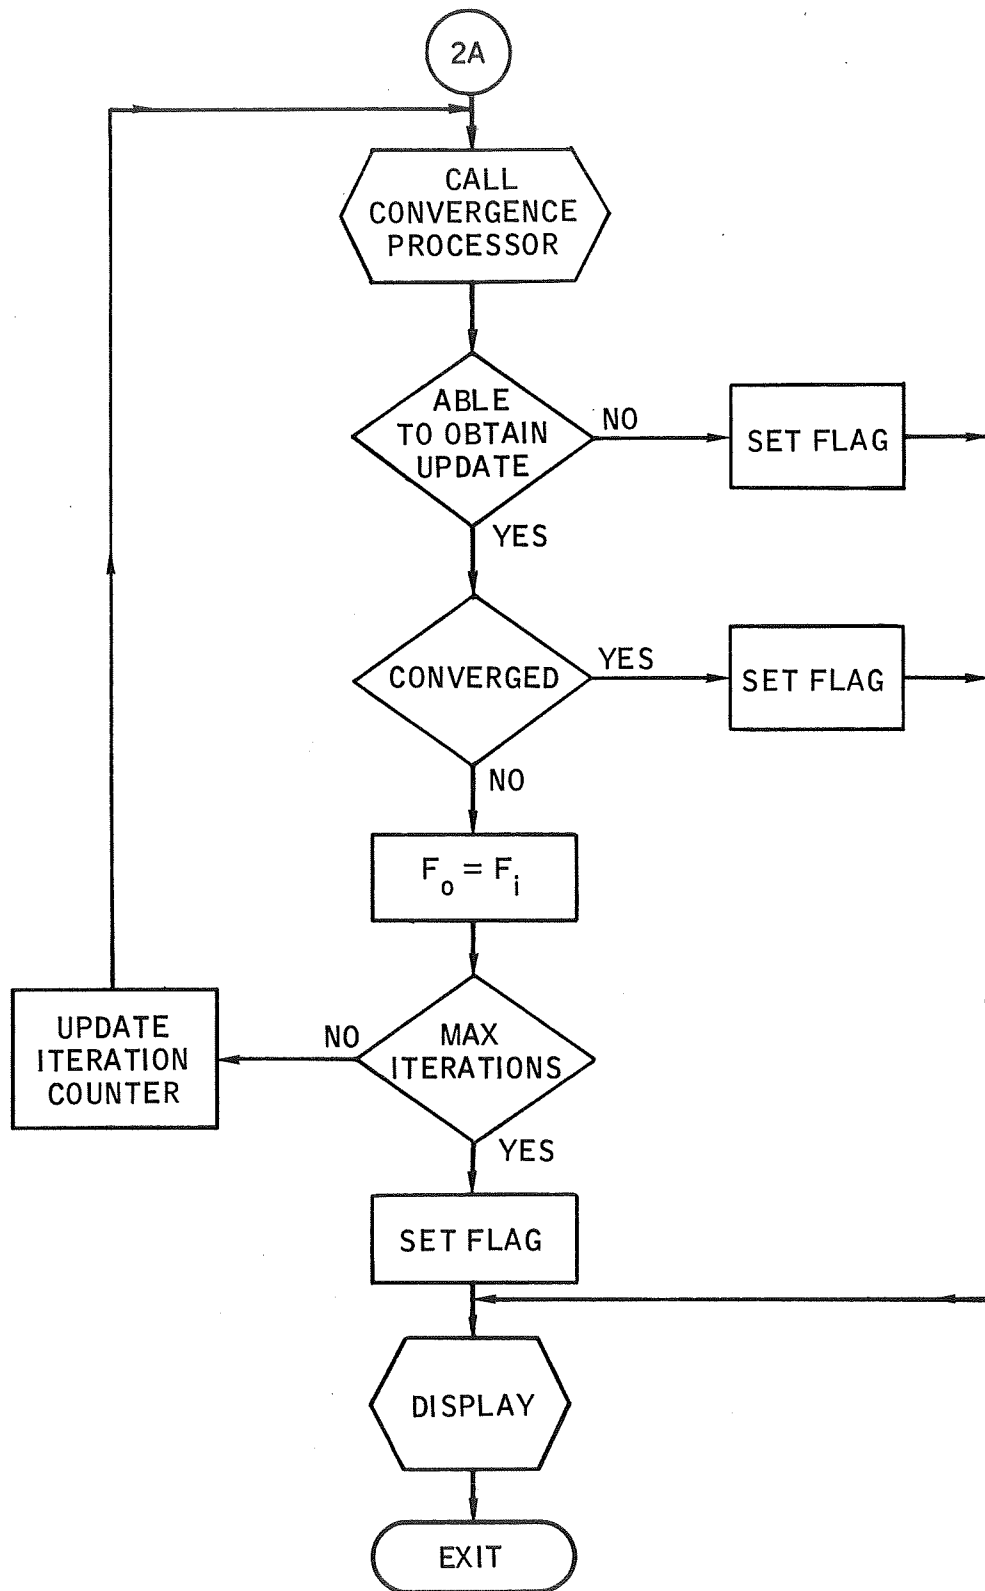 2A
CALL
CONVERGENCE
PROCESSOR
ABLE
TO OBTAIN
UPDATE
NO
SET FLAG
YES
CONVERGED
YES
SET FLAG
NO
F_o = F_i
MAX
ITERATIONS
NO
UPDATE
ITERATION
COUNTER
YES
SET FLAG
DISPLAY
EXIT